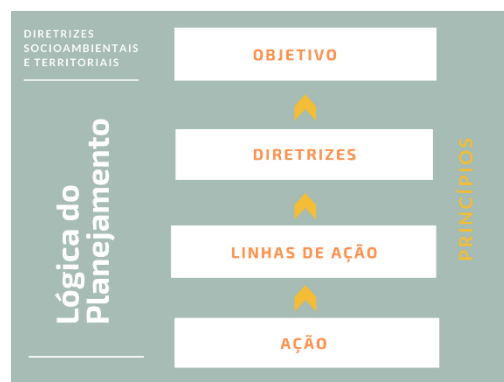 DIRETRIZES
SOCIOAMBIENTAIS
E TERRITORIAIS
Lógica do
Planejamento
OBJETIVO
DIRETRIZES
LINHAS DE AÇÃO
AÇÃO
PRINCÍPIOS